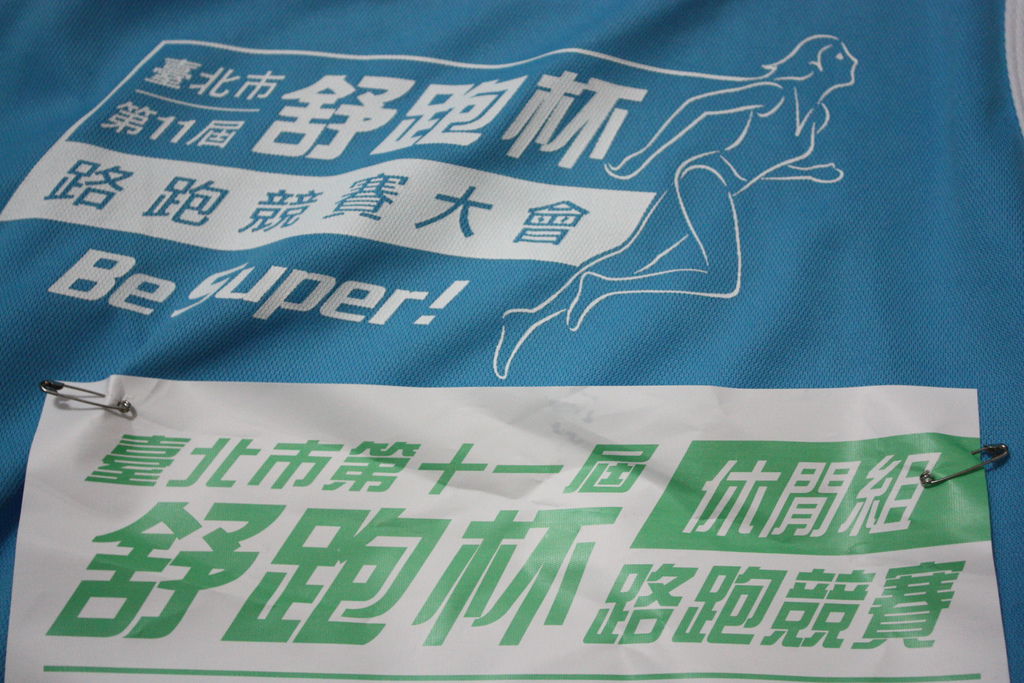 臺北市
第11屆
舒跑杯
路跑競賽大會
Be super!
臺北市第十一屆
休閒組
舒跑杯路跑競賽